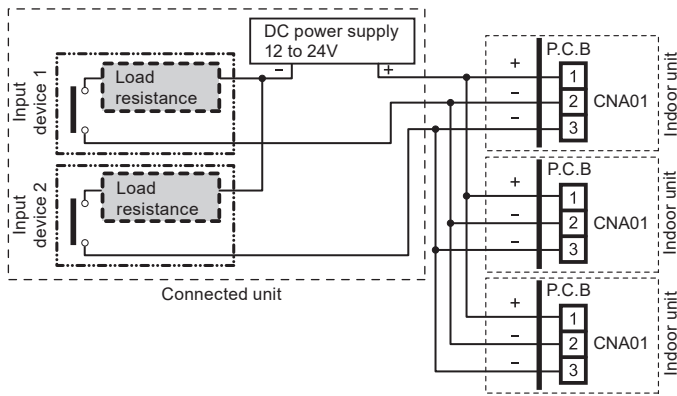 DC power supply
12 to 24V
−
+
Input
device 1
Load
resistance
Input
device 2
Load
resistance
Connected unit
P.C.B
+
−
−
1
2
3
CNA01
Indoor unit
P.C.B
+
−
−
1
2
3
CNA01
Indoor unit
P.C.B
+
−
−
1
2
3
CNA01
Indoor unit